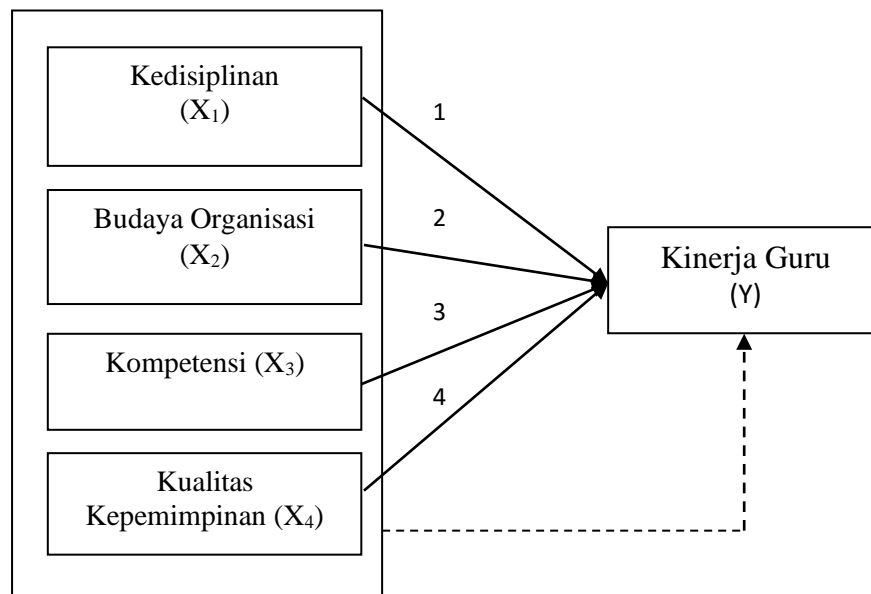 Kedisiplinan
(X₁)
1
Budaya Organisasi
(X₂)
2
Kinerja Guru
(Y)
3
Kompetensi (X₃)
4
Kualitas
Kepemimpinan (X₄)